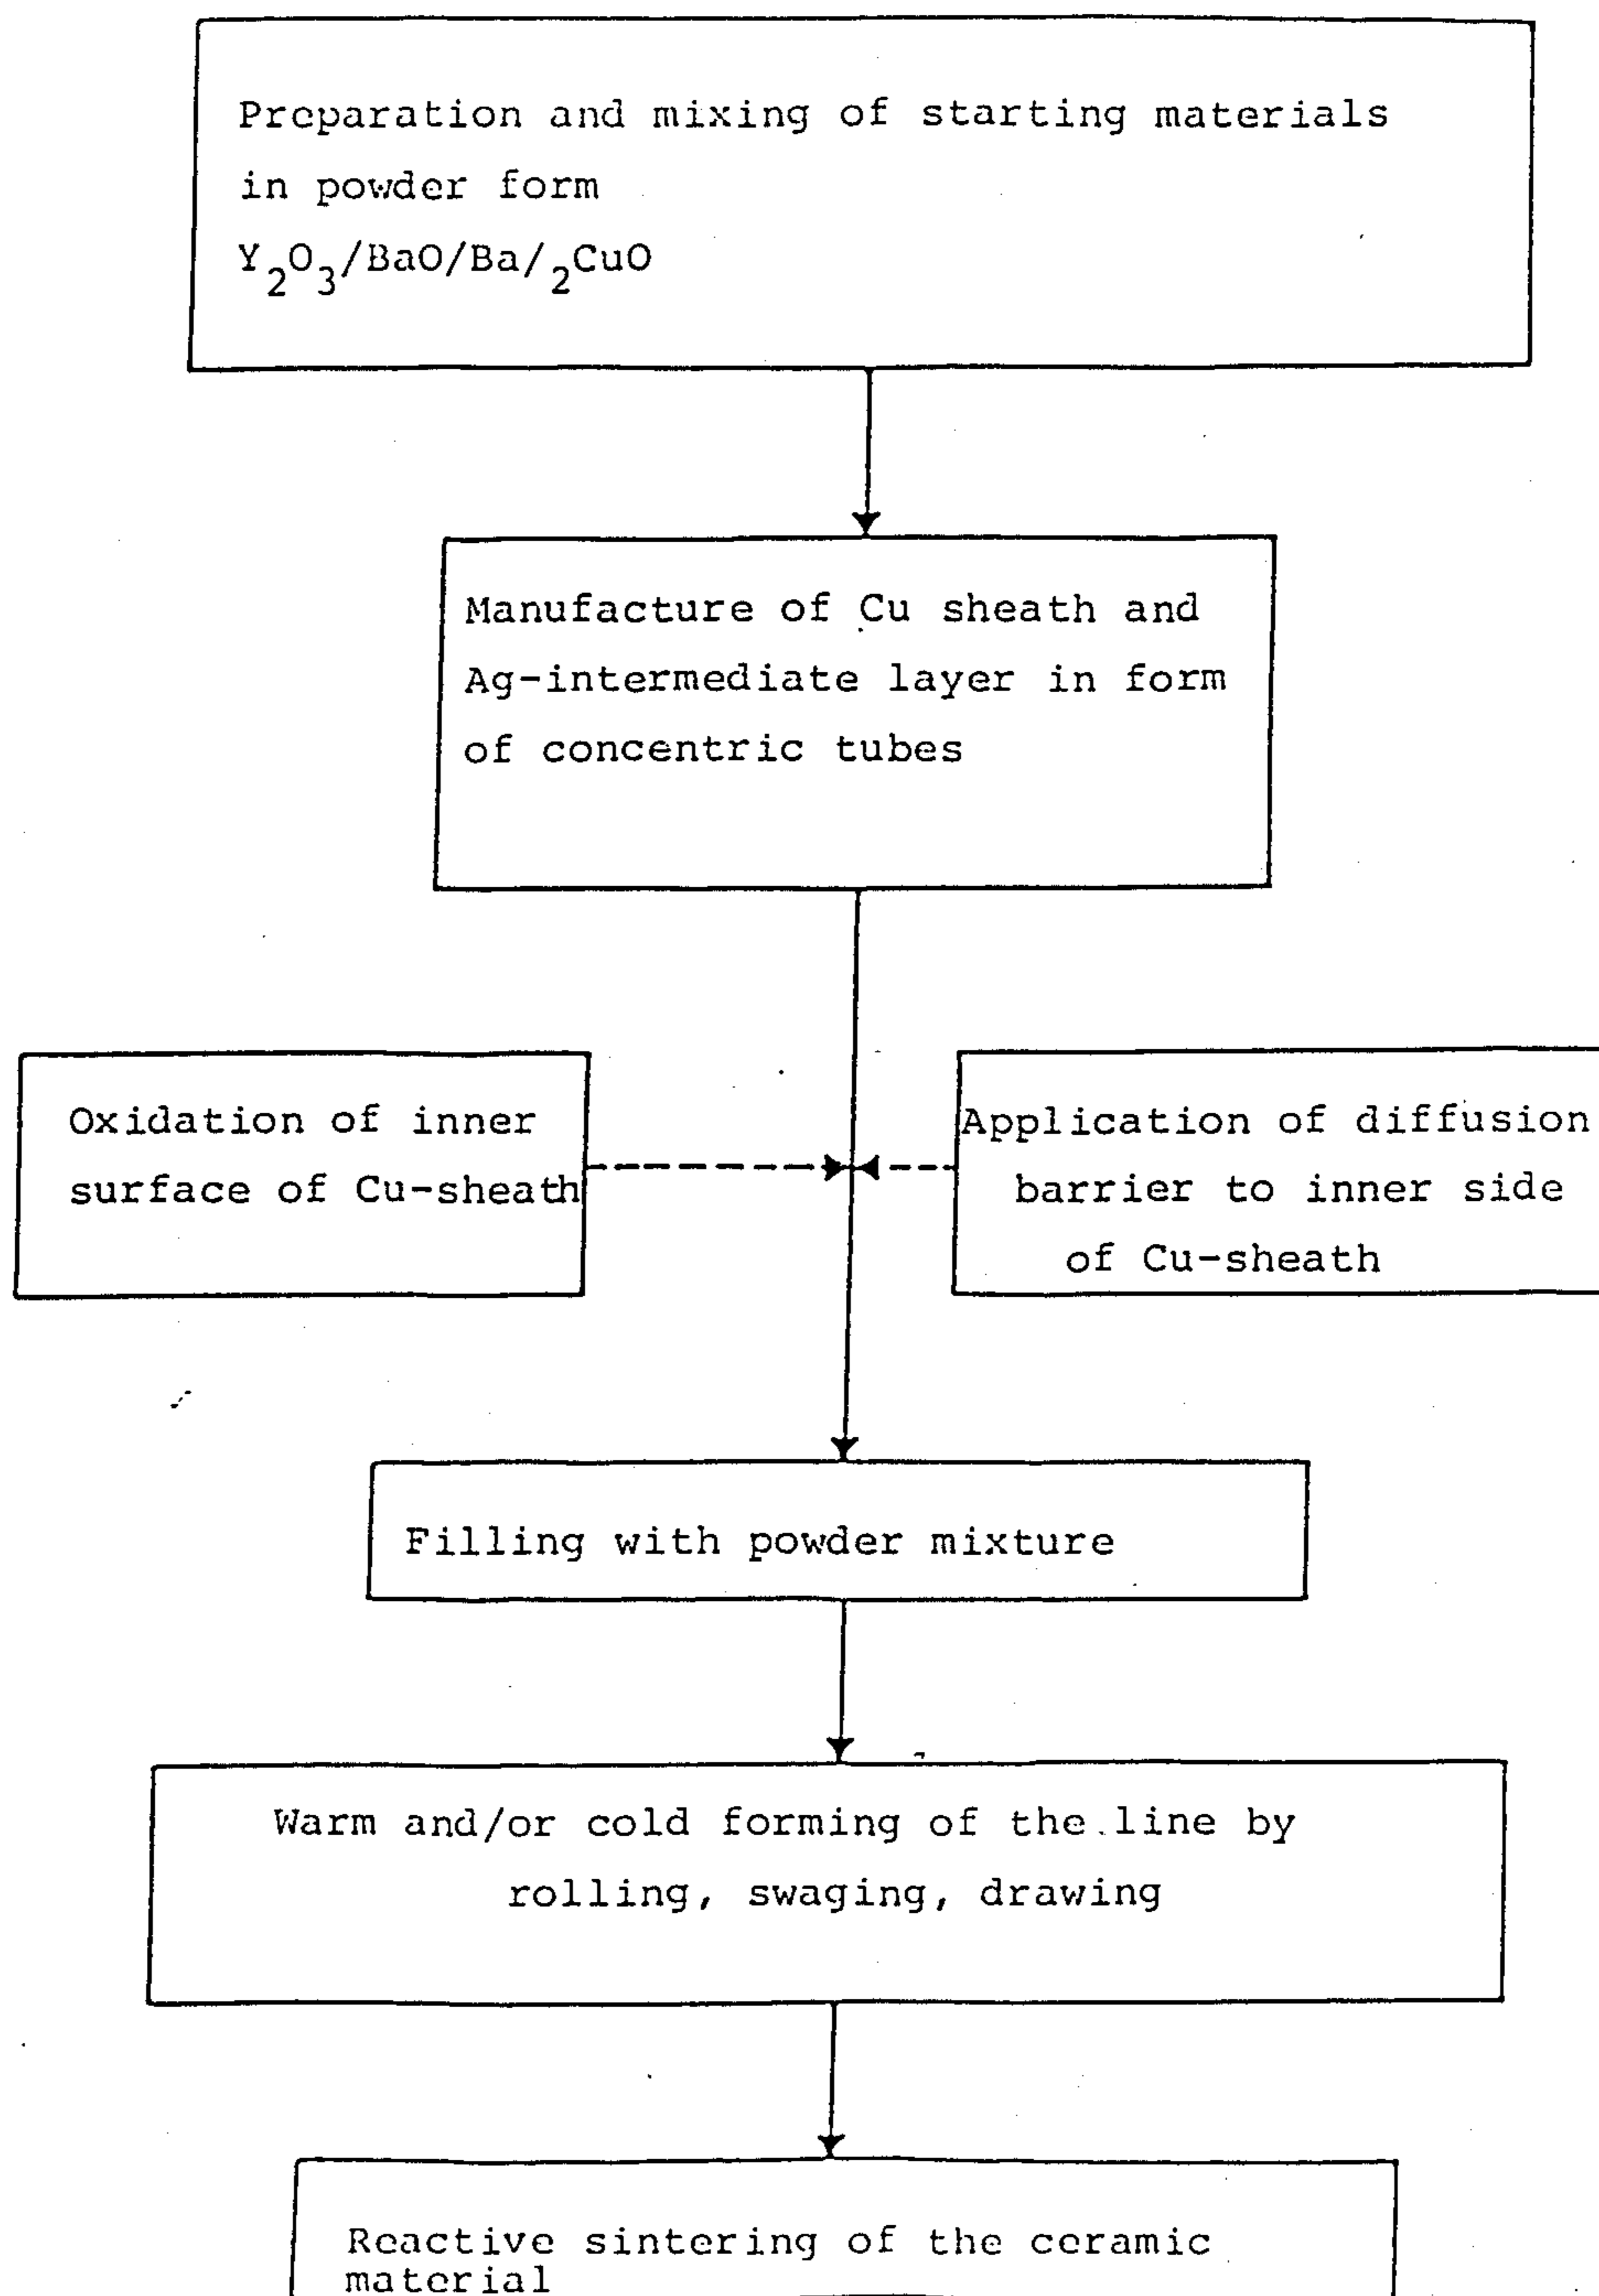 Preparation and mixing of starting materials
in powder form
Y₂O₃/BaO/Ba/₂CuO
Manufacture of Cu sheath and
Ag-intermediate layer in form
of concentric tubes
Oxidation of inner
surface of Cu-sheath
Application of diffusion
barrier to inner side
of Cu-sheath
Filling with powder mixture
Warm and/or cold forming of the line by
rolling, swaging, drawing
Reactive sintering of the ceramic
material